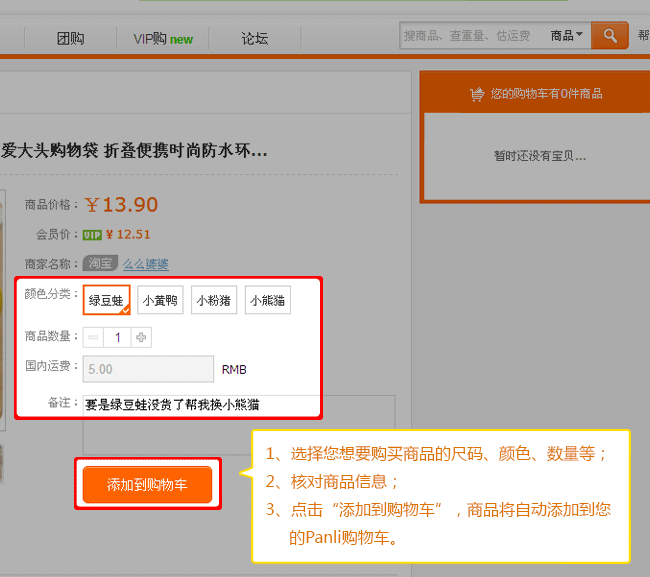 团购 VIP购 new 论坛 搜商品、查重量、估运费 商品 帮
您的购物车有0件商品
爱大头购物袋 折叠便携时尚防水环...
暂时还没有宝贝...
商品价格：￥13.90
会员价：VIP ¥ 12.51
商家名称：淘宝 么么婆婆
颜色分类：绿豆蛙 小黄鸭 小粉猪 小熊猫
商品数量： 1
国内运费：5.00 RMB
备注：要是绿豆蛙没货了帮我换小熊猫
添加到购物车
1、选择您想要购买商品的尺码、颜色、数量等；
2、核对商品信息；
3、点击“添加到购物车”，商品将自动添加到您
的Panli购物车。